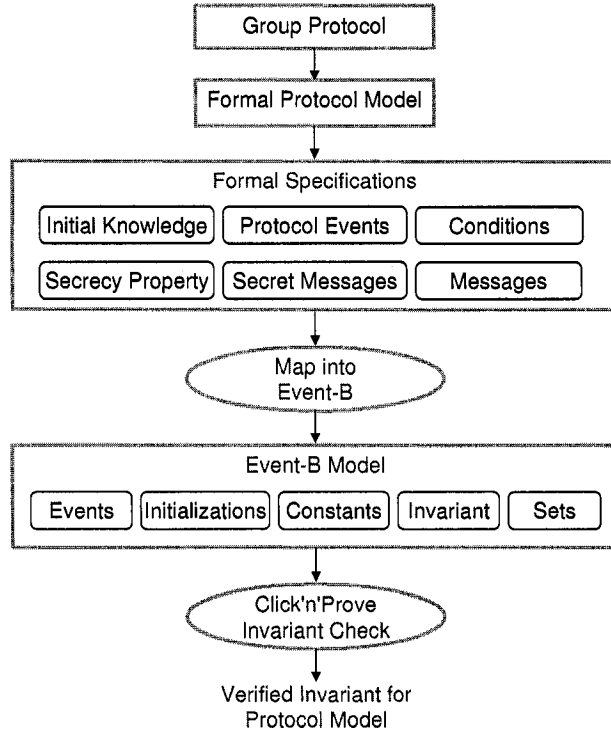 Group Protocol
Formal Protocol Model
Formal Specifications
Initial Knowledge Protocol Events Conditions
Secrecy Property Secret Messages Messages
Map into
Event-B
Event-B Model
Events Initializations Constants Invariant Sets
Click'n'Prove
Invariant Check
Verified Invariant for
Protocol Model